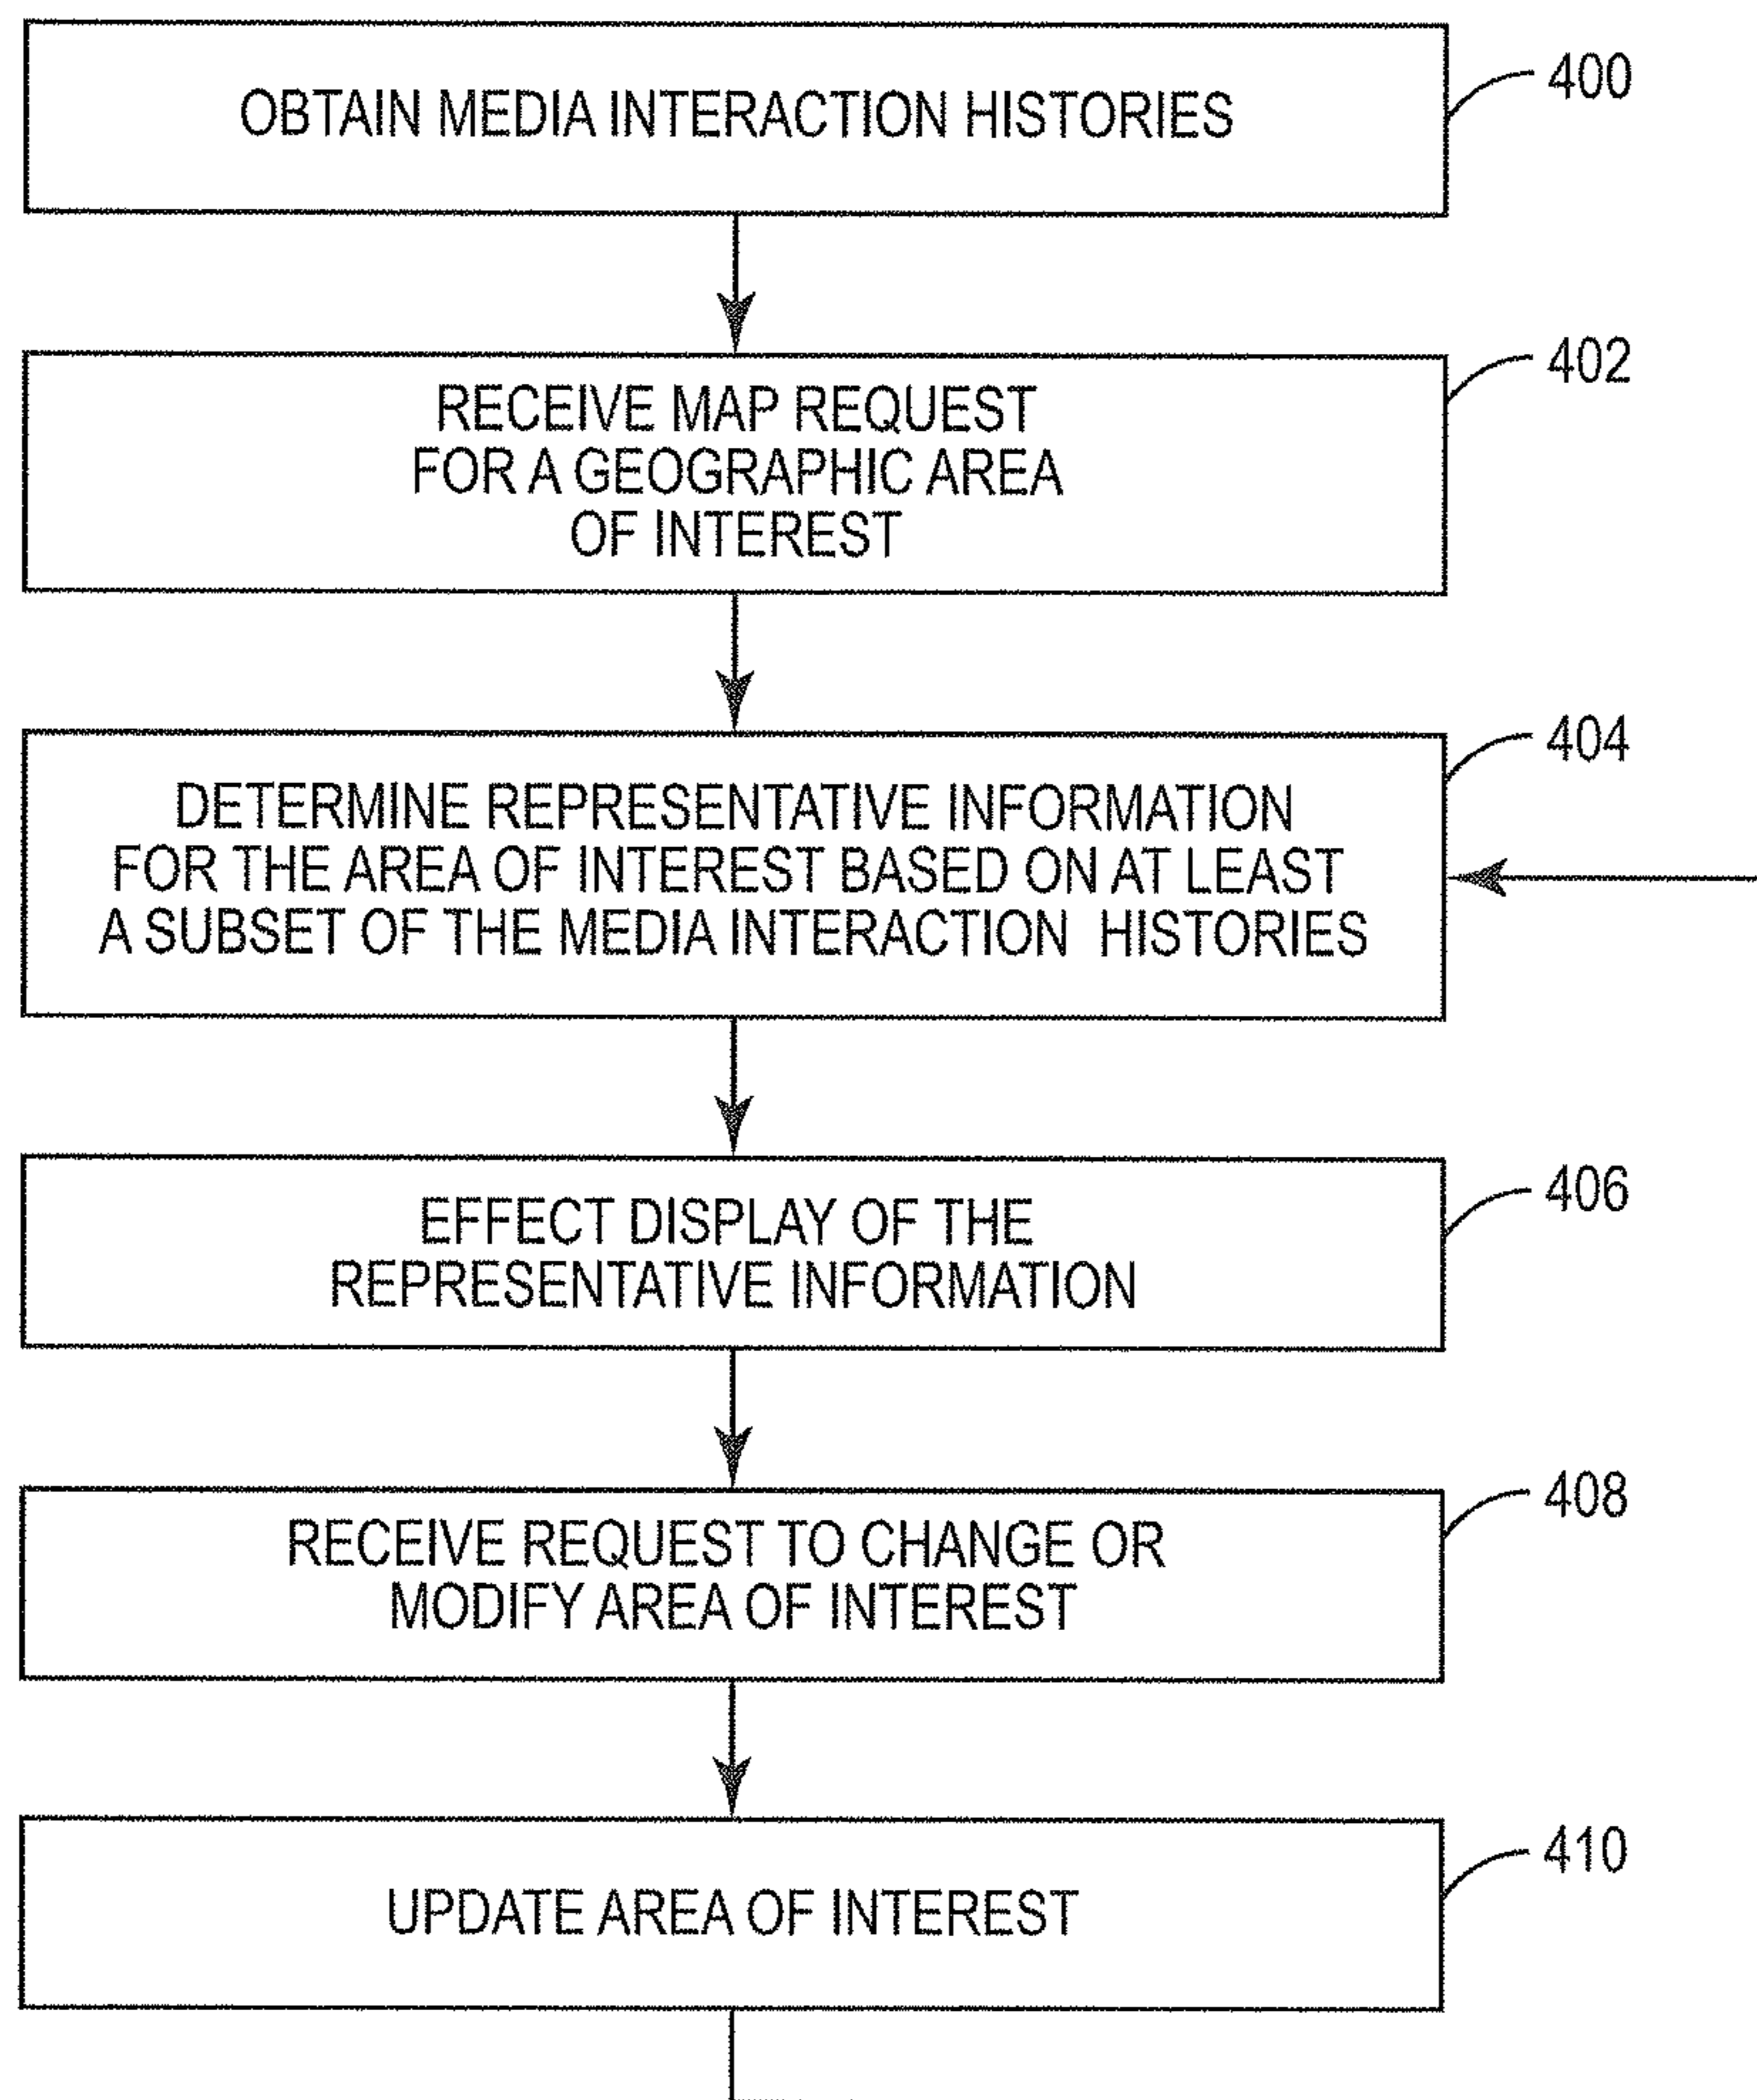 OBTAIN MEDIA INTERACTION HISTORIES
400
RECEIVE MAP REQUEST
FOR A GEOGRAPHIC AREA
OF INTEREST
402
DETERMINE REPRESENTATIVE INFORMATION
FOR THE AREA OF INTEREST BASED ON AT LEAST
A SUBSET OF THE MEDIA INTERACTION HISTORIES
404
EFFECT DISPLAY OF THE
REPRESENTATIVE INFORMATION
406
RECEIVE REQUEST TO CHANGE OR
MODIFY AREA OF INTEREST
408
UPDATE AREA OF INTEREST
410